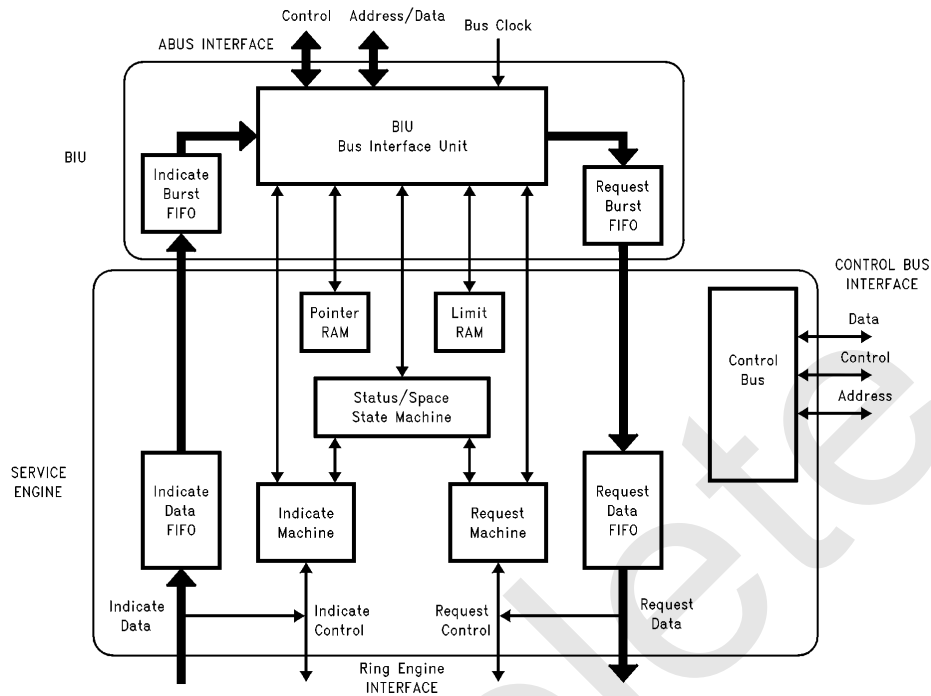 Control
Address/Data
Bus Clock
ABUS INTERFACE
BIU
BIU
Bus Interface Unit
Indicate
Burst
FIFO
Request
Burst
FIFO
CONTROL BUS
INTERFACE
Pointer
RAM
Limit
RAM
Control
Bus
Data
Control
Address
Status/Space
State Machine
SERVICE
ENGINE
Indicate
Data
FIFO
Indicate
Machine
Request
Machine
Request
Data
FIFO
Indicate
Data
Indicate
Control
Request
Control
Request
Data
Ring Engine
INTERFACE